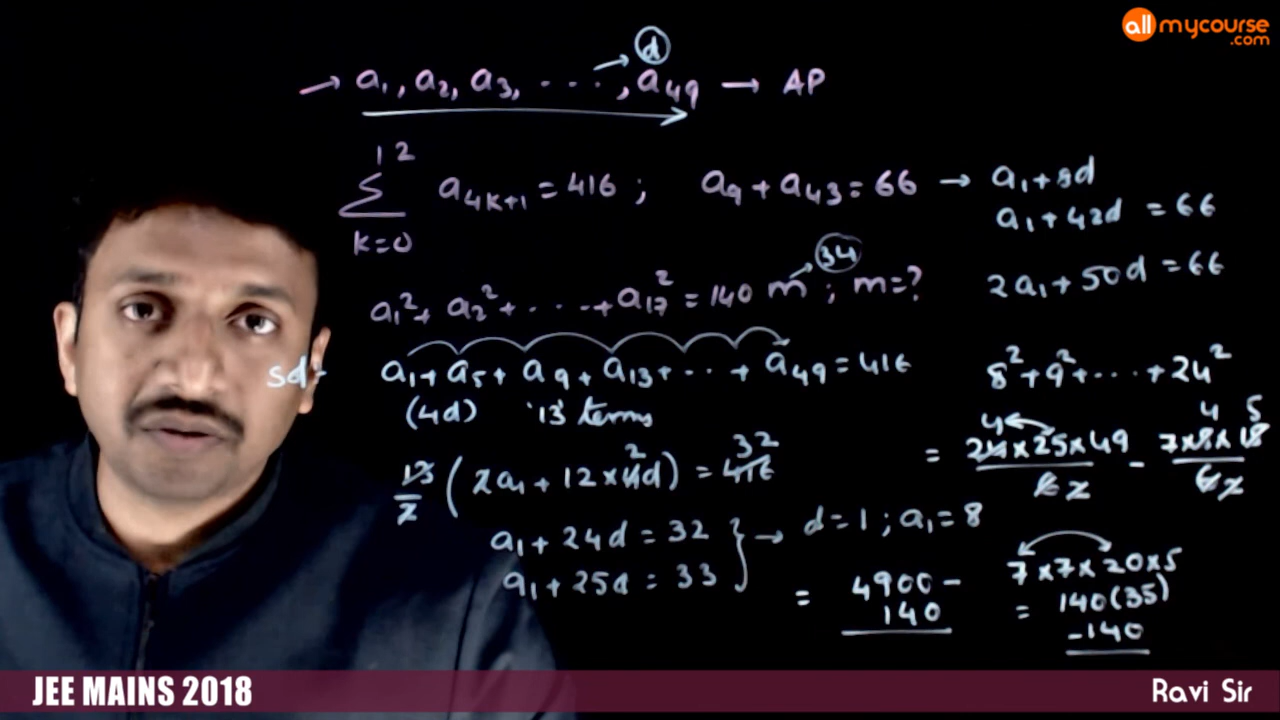 all mycourse
.com
d
→ a₁, a₂, a₃, ..., a₄₉ → AP
12
∑ a₄ₖ₊₁ = 416 ; a₉ + a₄₃ = 66 → a₁ + 8d
k=0
a₁ + 42d = 66
34
2a₁ + 50d = 66
a₁² + a₂² + .... + a₁₇² = 140 m ; m = ?
a₁ + a₅ + a₉ + a₁₃ + ... + a₄₉ = 416
(4d) '13' terms
8² + 9² + .... + 24²
4 4 5
= 24×25×49 - 7×8×
6 2 6 2
2 32
13/2 (2a₁ + 12×4d) = 416
a₁ + 24d = 32
a₁ + 25d = 33 } → d = 1 ; a₁ = 8
7×7×20×5
= 4900 -
140
= 140(35)
-140
JEE MAINS 2018
Ravi Sir